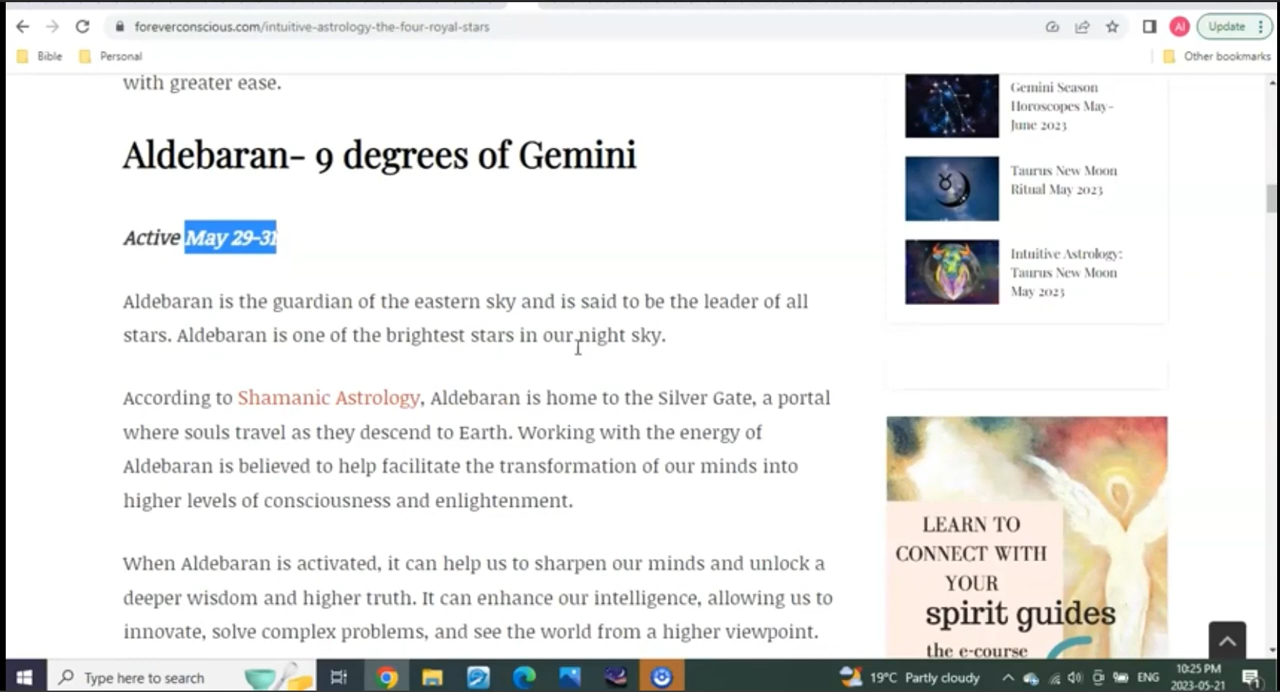 foreverconscious.com/intuitive-astrology-the-four-royal-stars
AI
Update
Bible
Personal
Other bookmarks
with greater ease.
Aldebaran- 9 degrees of Gemini
Active May 29-31
Aldebaran is the guardian of the eastern sky and is said to be the leader of all
stars. Aldebaran is one of the brightest stars in our night sky.
According to Shamanic Astrology, Aldebaran is home to the Silver Gate, a portal
where souls travel as they descend to Earth. Working with the energy of
Aldebaran is believed to help facilitate the transformation of our minds into
higher levels of consciousness and enlightenment.
When Aldebaran is activated, it can help us to sharpen our minds and unlock a
deeper wisdom and higher truth. It can enhance our intelligence, allowing us to
innovate, solve complex problems, and see the world from a higher viewpoint.
Gemini Season
Horoscopes May-
June 2023
Taurus New Moon
Ritual May 2023
Intuitive Astrology:
Taurus New Moon
May 2023
LEARN TO
CONNECT WITH
YOUR
spirit guides
the e-course
Type here to search
19°C Partly cloudy
ENG
10:25 PM
2023-05-21
1